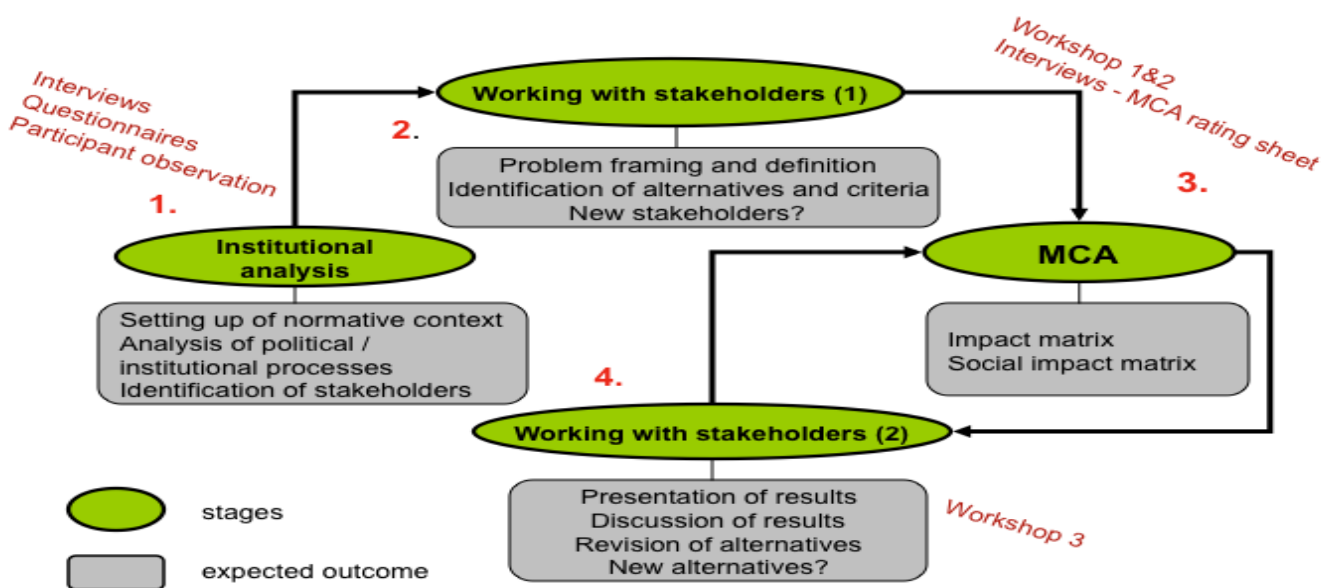 Interviews
Questionnaires
Participant observation
1.
Institutional
analysis
Setting up of normative context
Analysis of political /
institutional processes
Identification of stakeholders
2.
Working with stakeholders (1)
Problem framing and definition
Identification of alternatives and criteria
New stakeholders?
Workshop 1&2
Interviews - MCA rating sheet
3.
MCA
Impact matrix
Social impact matrix
4.
Working with stakeholders (2)
Presentation of results
Discussion of results
Revision of alternatives
New alternatives?
Workshop 3
stages
expected outcome